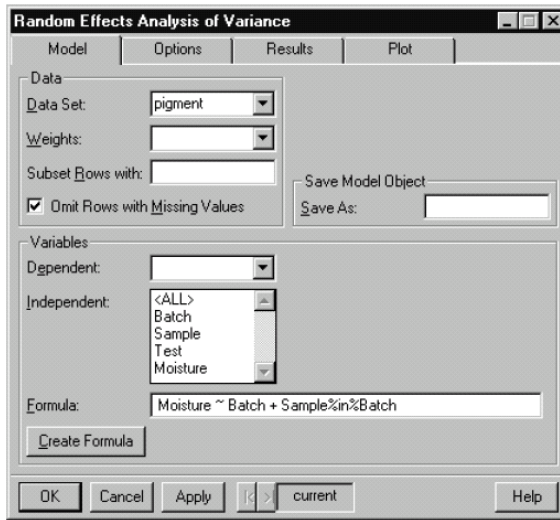 Random Effects Analysis of Variance
Model Options Results Plot
Data
Data Set: pigment
Weights:
Subset Rows with:
Omit Rows with Missing Values
Save Model Object
Save As:
Variables
Dependent:
Independent: <ALL>
Batch
Sample
Test
Moisture
Formula: Moisture ~ Batch + Sample%in%Batch
Create Formula
OK Cancel Apply current Help